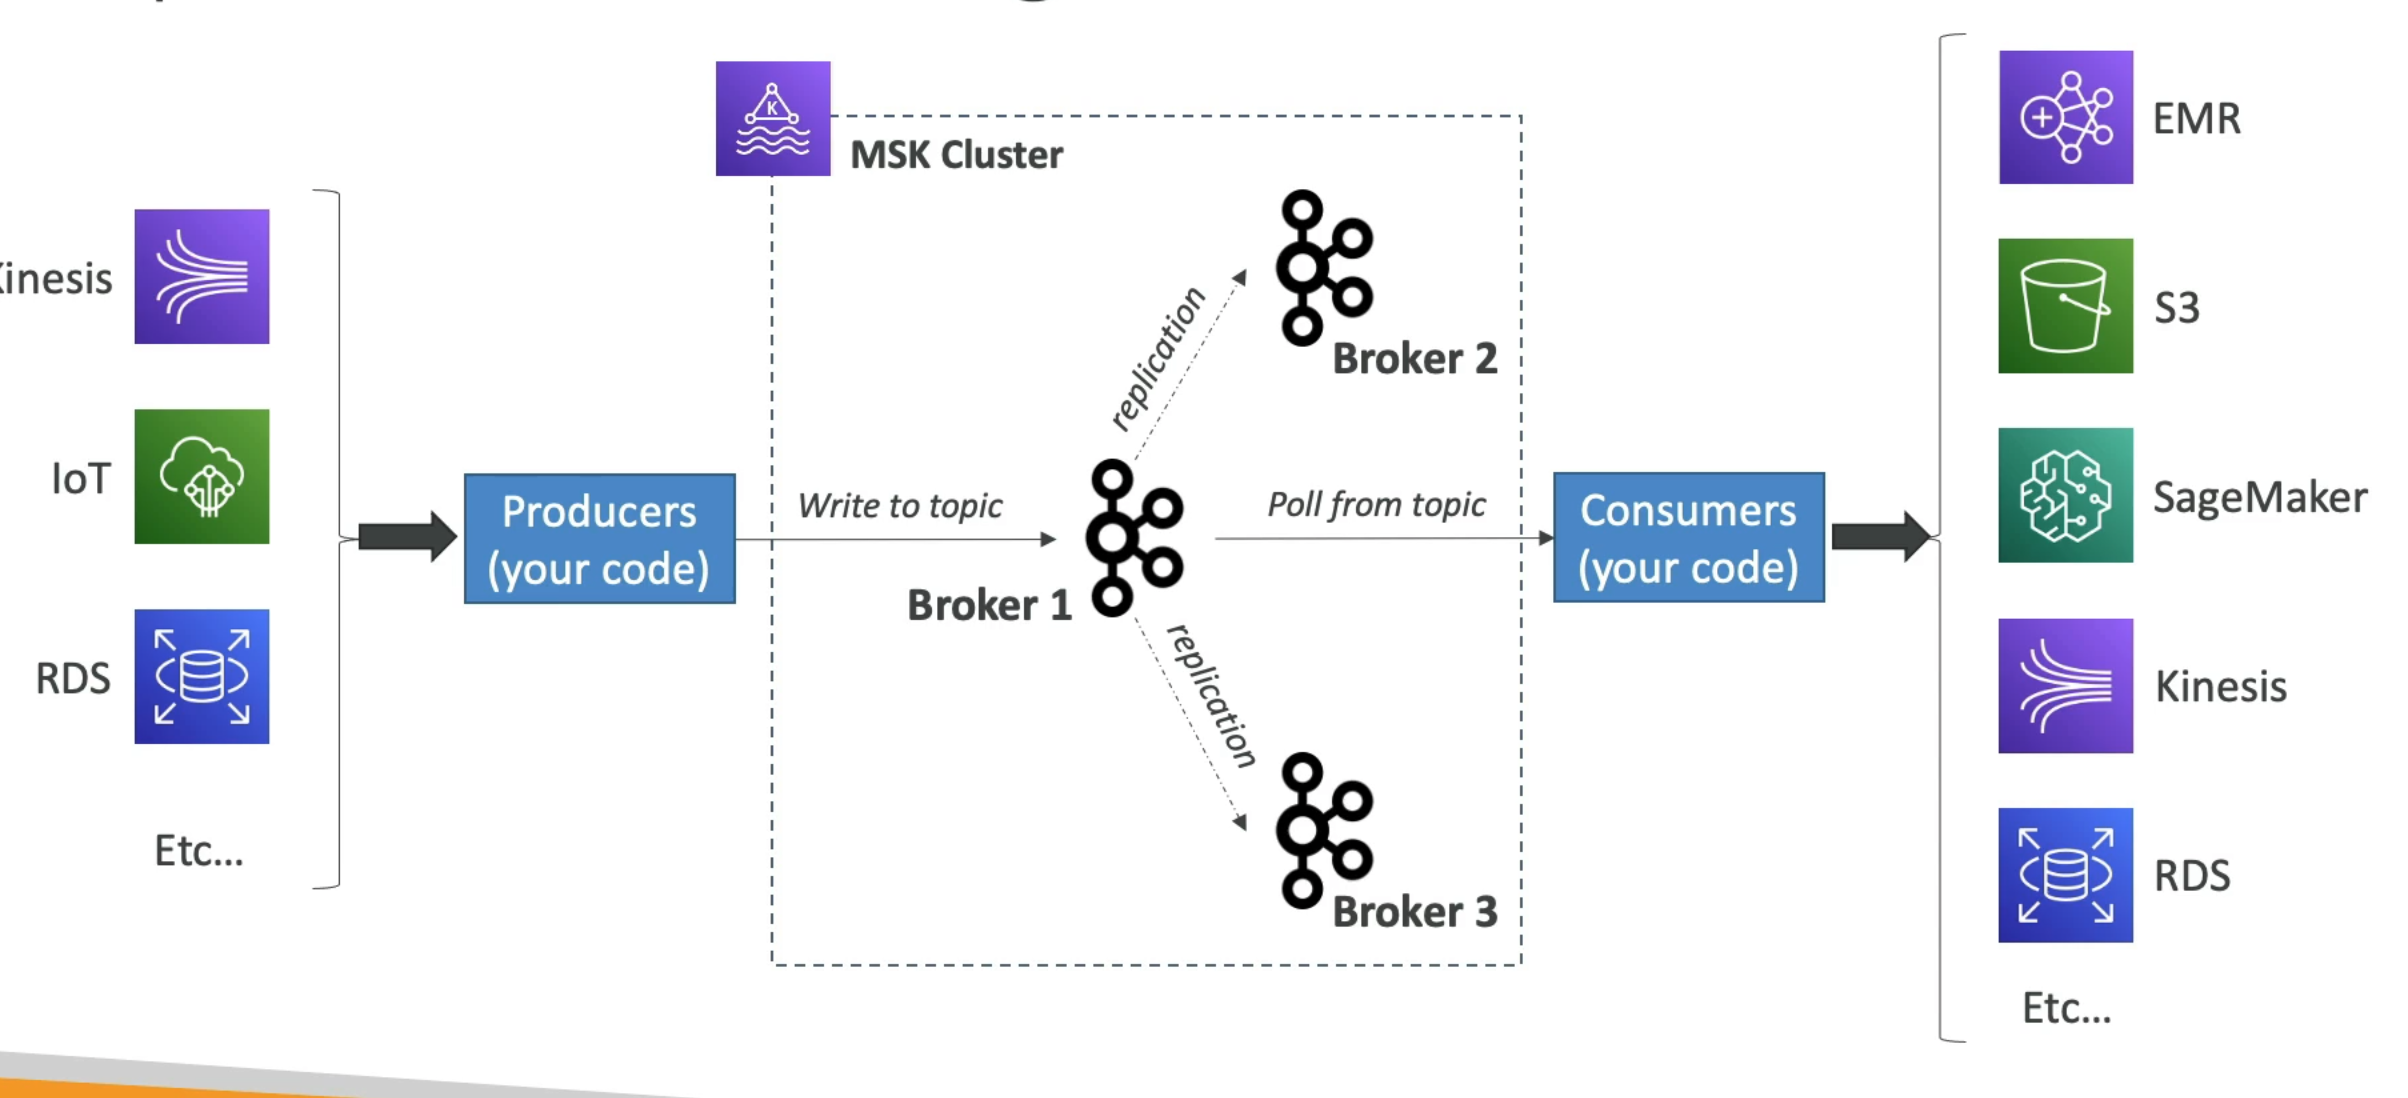 MSK Cluster
K
inesis
IoT
RDS
Etc...
Producers
(your code)
Write to topic
Broker 1
replication
Broker 2
replication
Broker 3
Poll from topic
Consumers
(your code)
EMR
S3
SageMaker
Kinesis
RDS
Etc...